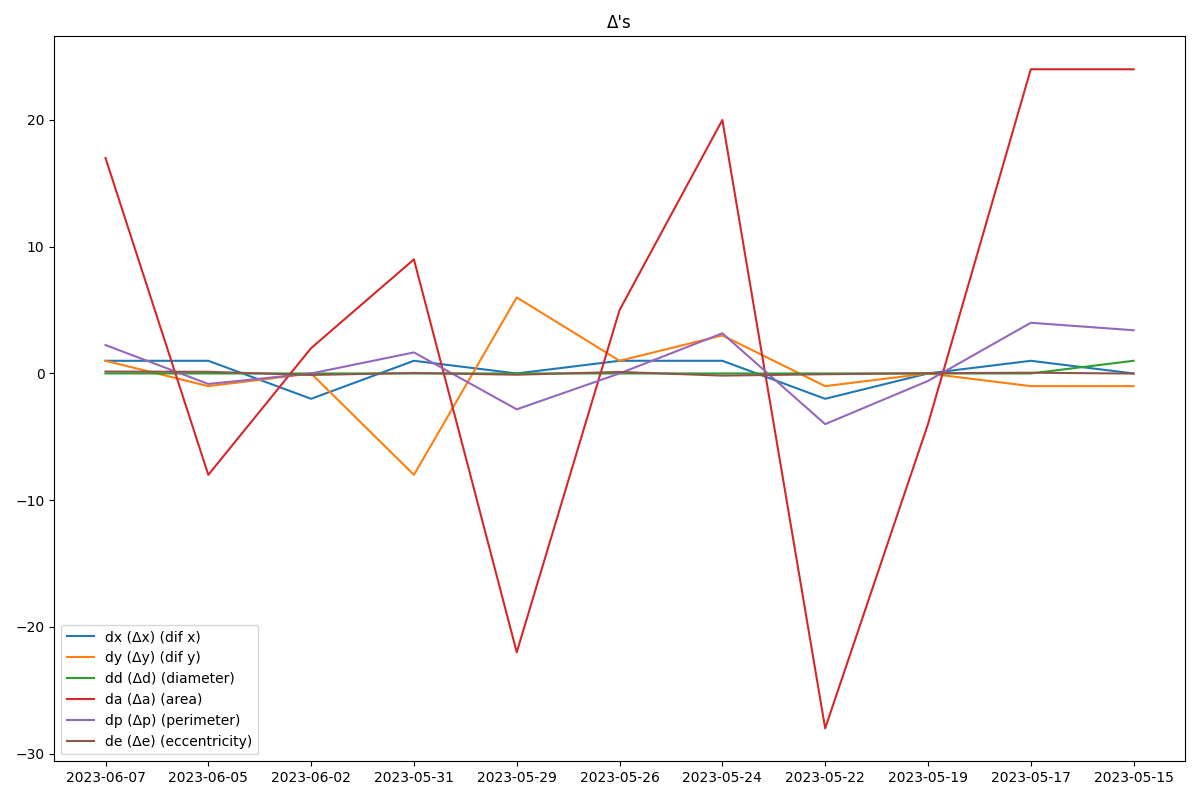 Δ's
20
10
0
−10
−20
−30
dx (Δx) (dif x)
dy (Δy) (dif y)
dd (Δd) (diameter)
da (Δa) (area)
dp (Δp) (perimeter)
de (Δe) (eccentricity)
2023-06-07 2023-06-05 2023-06-02 2023-05-31 2023-05-29 2023-05-26 2023-05-24 2023-05-22 2023-05-19 2023-05-17 2023-05-15